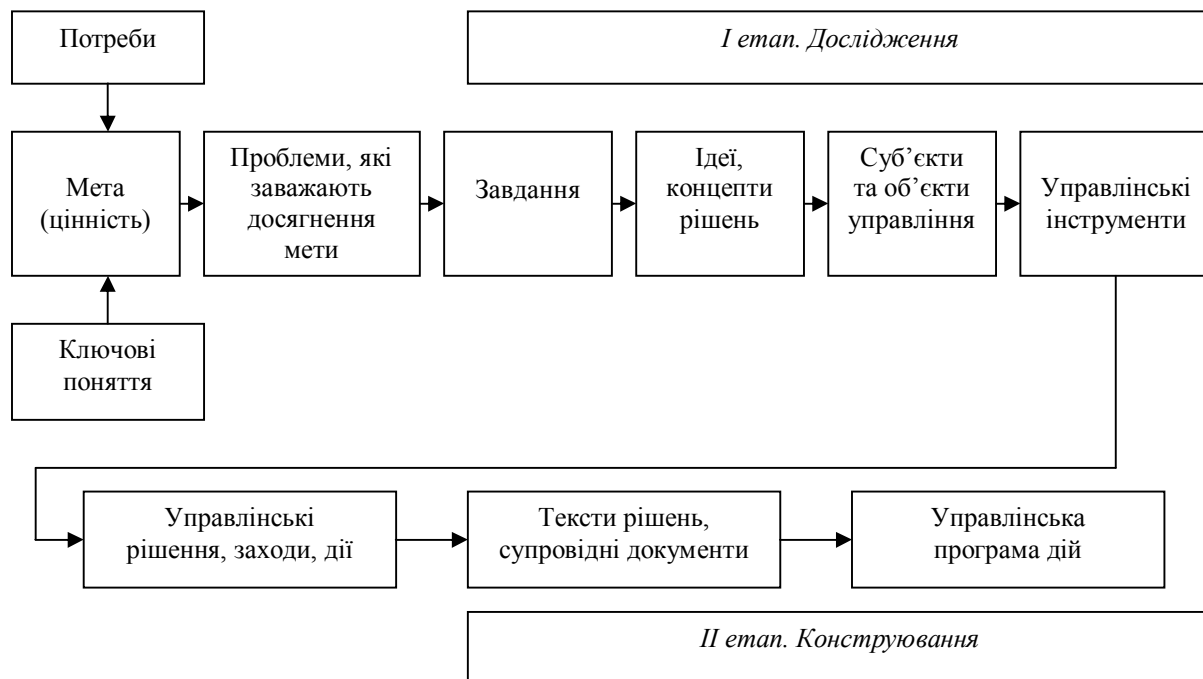 Потреби
І етап. Дослідження
Мета
(цінність)
Проблеми, які
заважають
досягнення
мети
Завдання
Ідеї,
концепти
рішень
Суб’єкти
та об’єкти
управління
Управлінські
інструменти
Ключові
поняття
Управлінські
рішення, заходи, дії
Тексти рішень,
супровідні документи
Управлінська
програма дій
ІІ етап. Конструювання